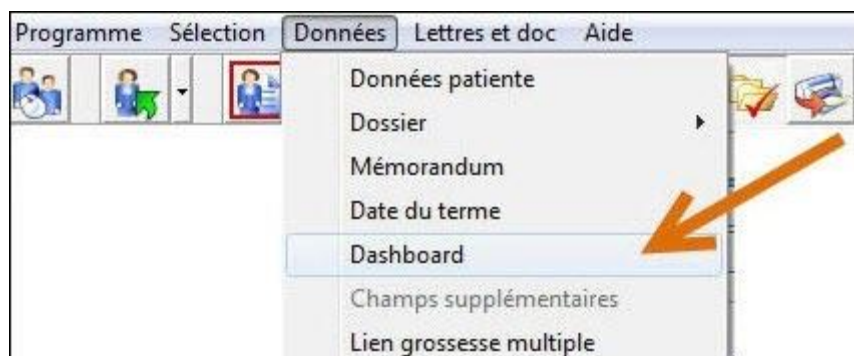 Programme Sélection Données Lettres et doc Aide
Données patiente
Dossier
Mémorandum
Date du terme
Dashboard
Champs supplémentaires
Lien grossesse multiple